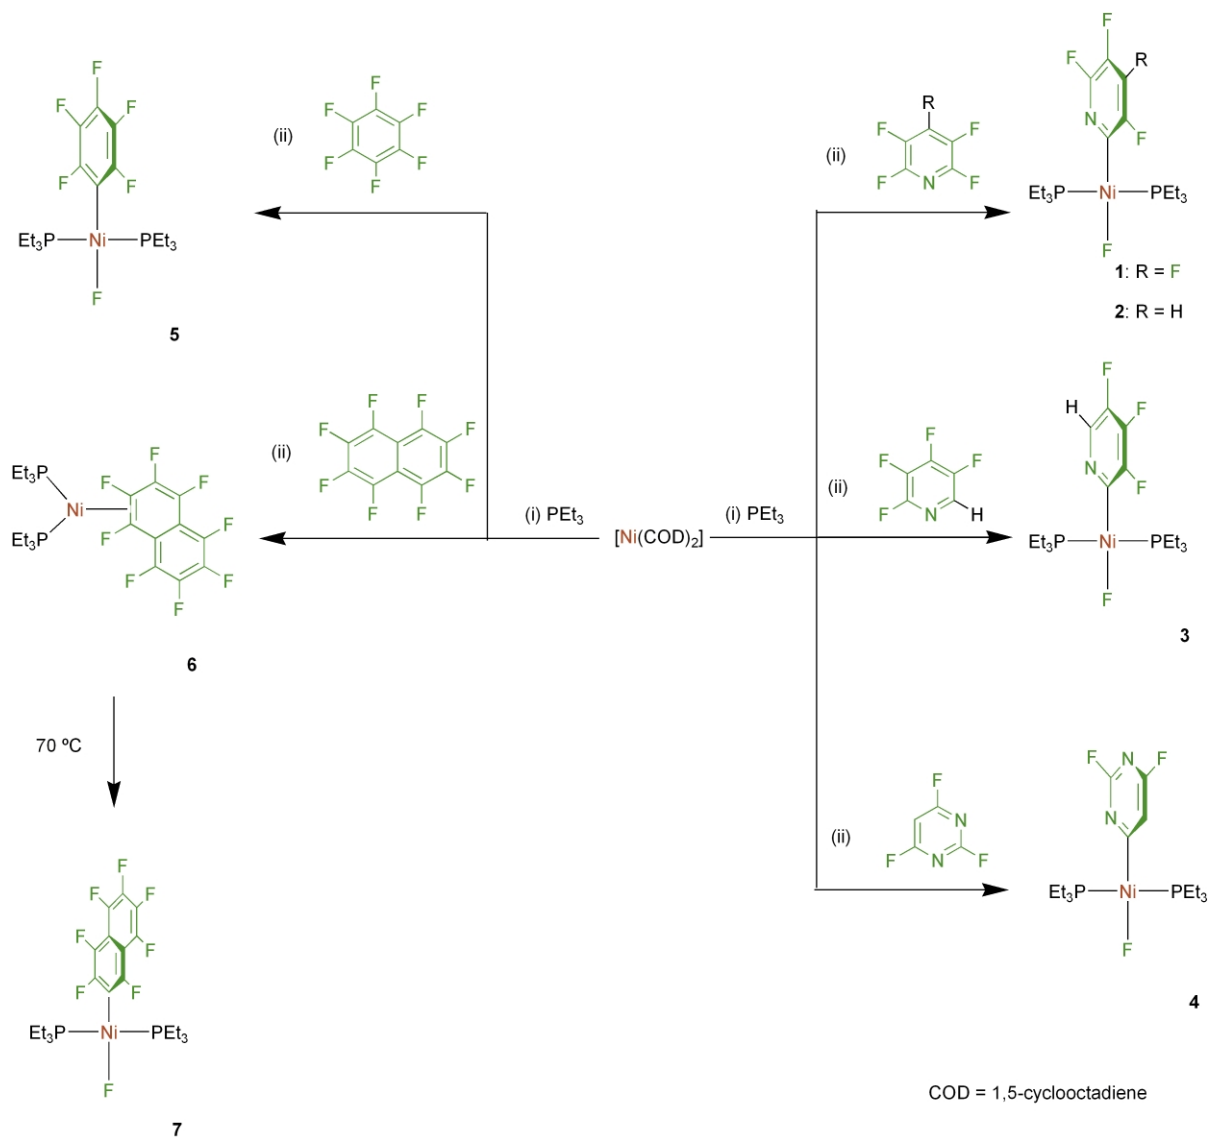 F
F
F
F
F
F
Et₃P
Ni
PEt₃
F
5
(ii)
F
F
F
F
F
F
(ii)
R
F
F
F
N
F
F
F
R
N
F
Et₃P
Ni
PEt₃
F
1: R = F
2: R = H
Et₃P
Et₃P
Ni
F
F
F
F
F
F
F
F
6
(ii)
F
F
F
F
F
F
F
F
(i) PEt₃
[Ni(COD)₂]
(i) PEt₃
(ii)
F
F
F
F
N
H
F
H
F
N
F
Et₃P
Ni
PEt₃
F
3
70 ºC
F
F
F
F
F
F
F
Et₃P
Ni
PEt₃
F
7
(ii)
F
N
F
N
F
F
N
F
N
Et₃P
Ni
PEt₃
F
4
COD = 1,5-cyclooctadiene